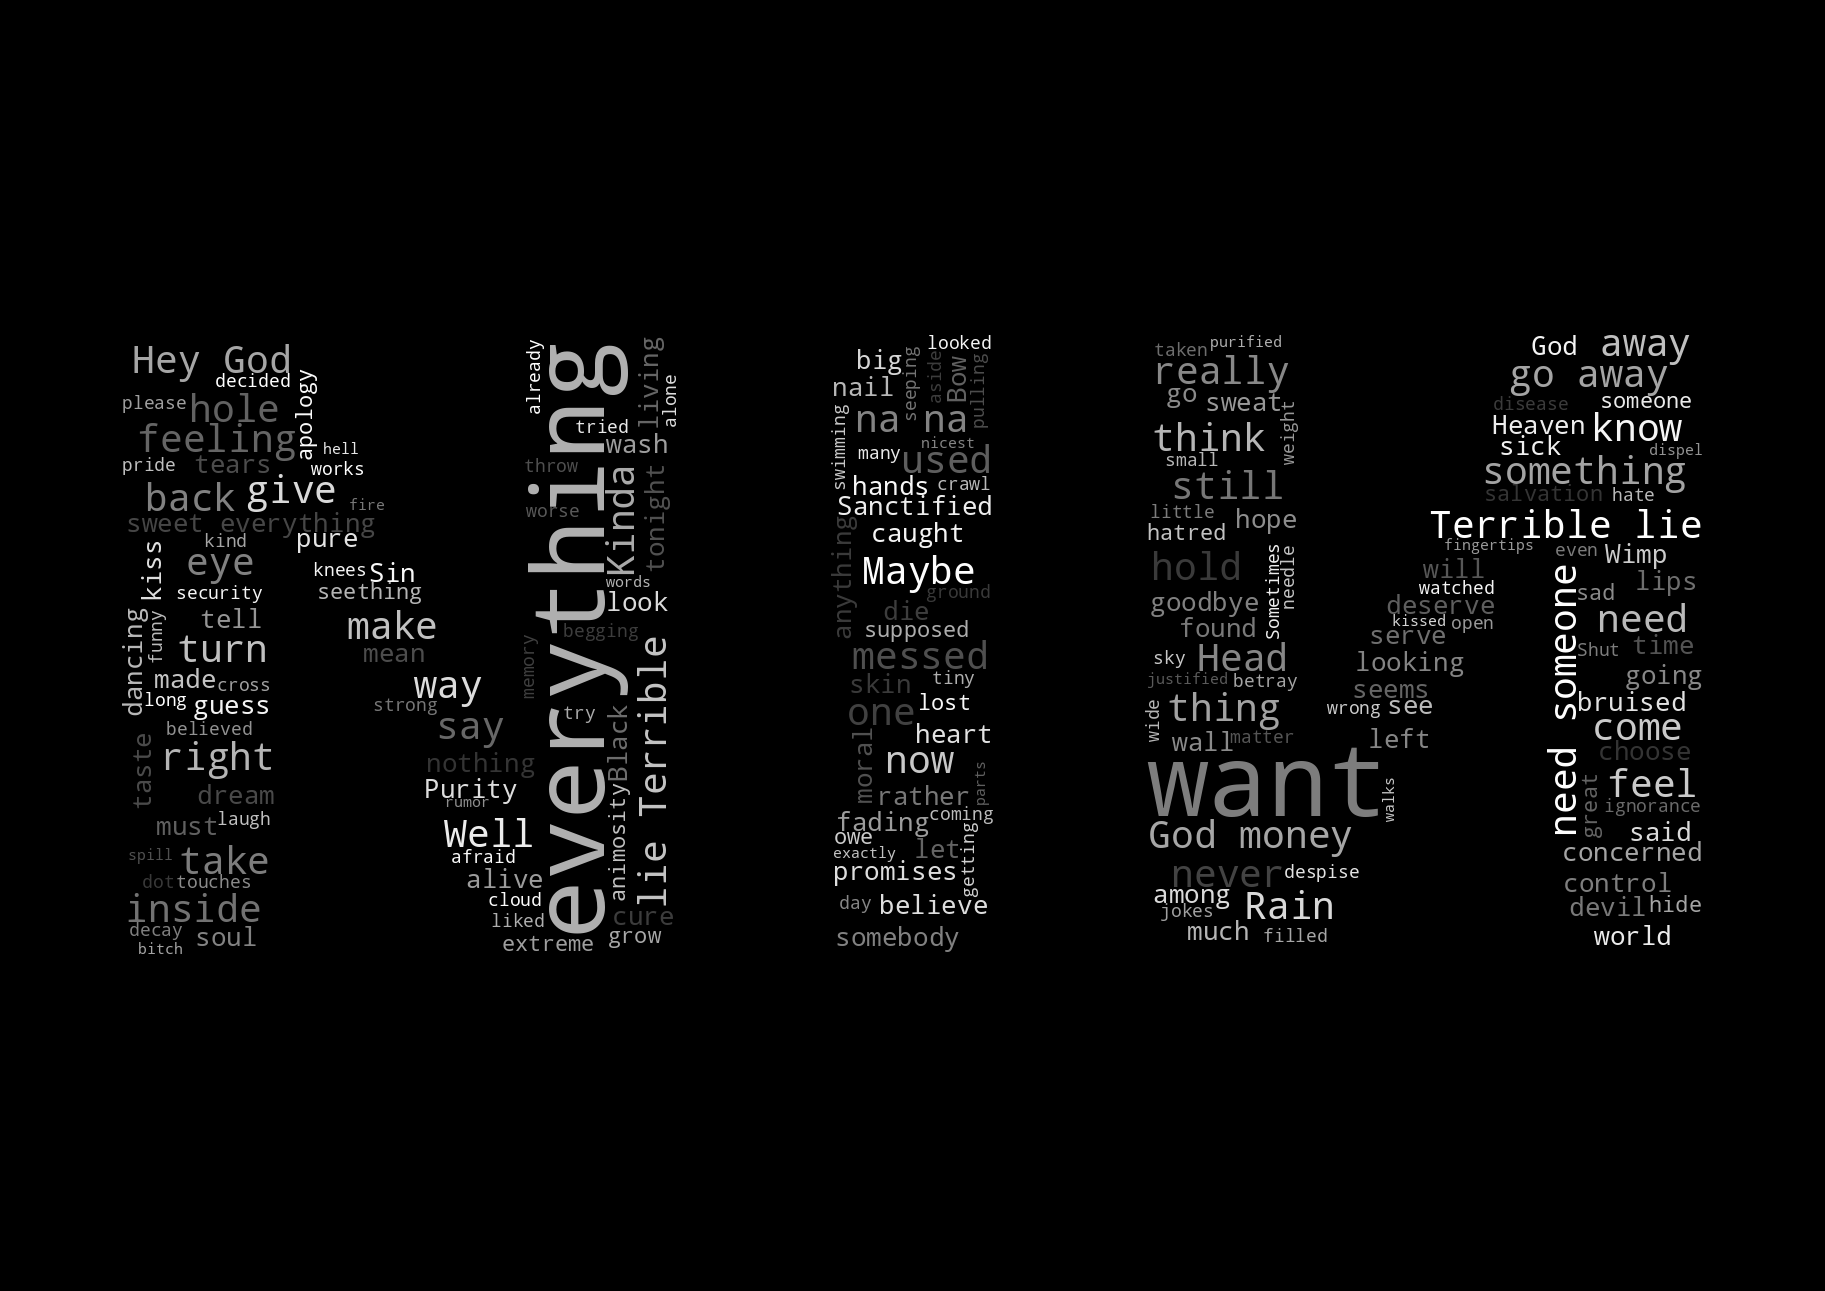 Hey God
decided
please
hole
apology
feeling
hell
pride
tears
works
back
give
fire
sweet everything
kind
pure
kiss
eye
knees
Sin
security
seething
dancing
funny
tell
make
turn
mean
made
cross
way
long
guess
strong
believed
say
taste
right
nothing
dream
Purity
rumor
must
laugh
Well
spill
take
afraid
dot
touches
alive
inside
cloud
decay
soul
liked
bitch
extreme
already
everything
living
alone
tried
wash
throw
Kinda
tonight
worse
words
look
begging
memory
lie Terrible
try
Black
animosity
cure
grow
looked
big
seeping
aside
Bow
pulling
nail
na
na
swimming
nicest
many
used
hands
crawl
Sanctified
anything
caught
Maybe
ground
die
supposed
messed
skin
tiny
one
lost
moral
heart
now
parts
rather
fading
coming
owe
exactly
let
getting
promises
day
believe
somebody
taken
purified
really
go
sweat
weight
think
small
still
little
hope
hatred
hold
Sometimes
needle
goodbye
found
sky
Head
justified
betray
wide
thing
wall
matter
want
walks
God money
never
despise
among
Rain
jokes
much
filled
God
away
go away
disease
someone
Heaven
know
sick
dispel
something
salvation
hate
Terrible lie
fingertips
even
Wimp
will
need someone
lips
watched
sad
deserve
kissed
open
need
serve
Shut
time
looking
going
seems
bruised
wrong
see
come
left
choose
feel
great
ignorance
said
concerned
control
devil
hide
world